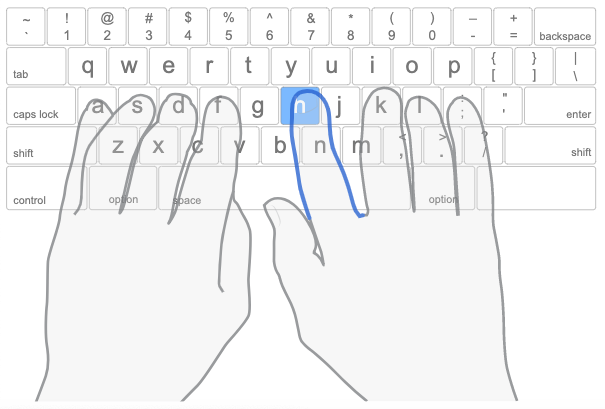 ~ ! @ # $ % ^ & * ( ) _ +
` 1 2 3 4 5 6 7 8 9 0 - = backspace
{ } |
tab q w e r t y u i o p [ ] \
: "
caps lock a s d f g h j k l ; ' enter
< > ?
shift z x c v b n m , . / shift
control option space option